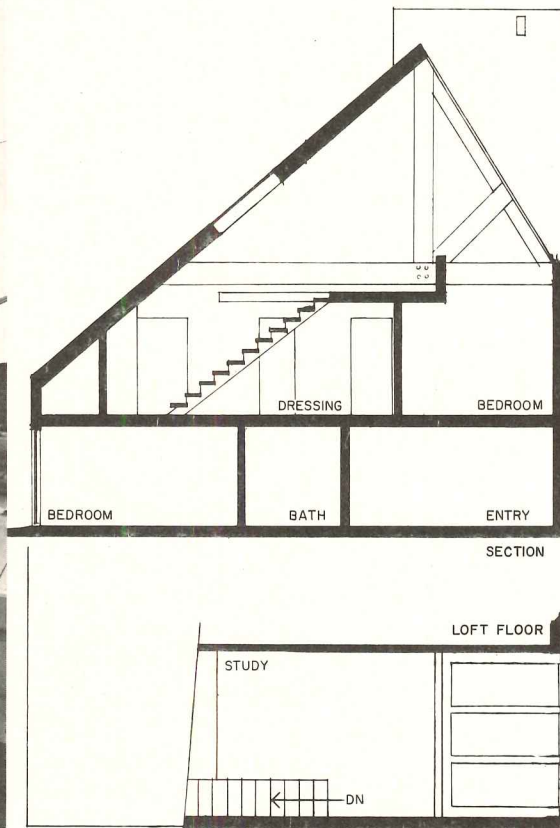 DRESSING
BEDROOM
BEDROOM
BATH
ENTRY
SECTION
LOFT FLOOR
STUDY
DN